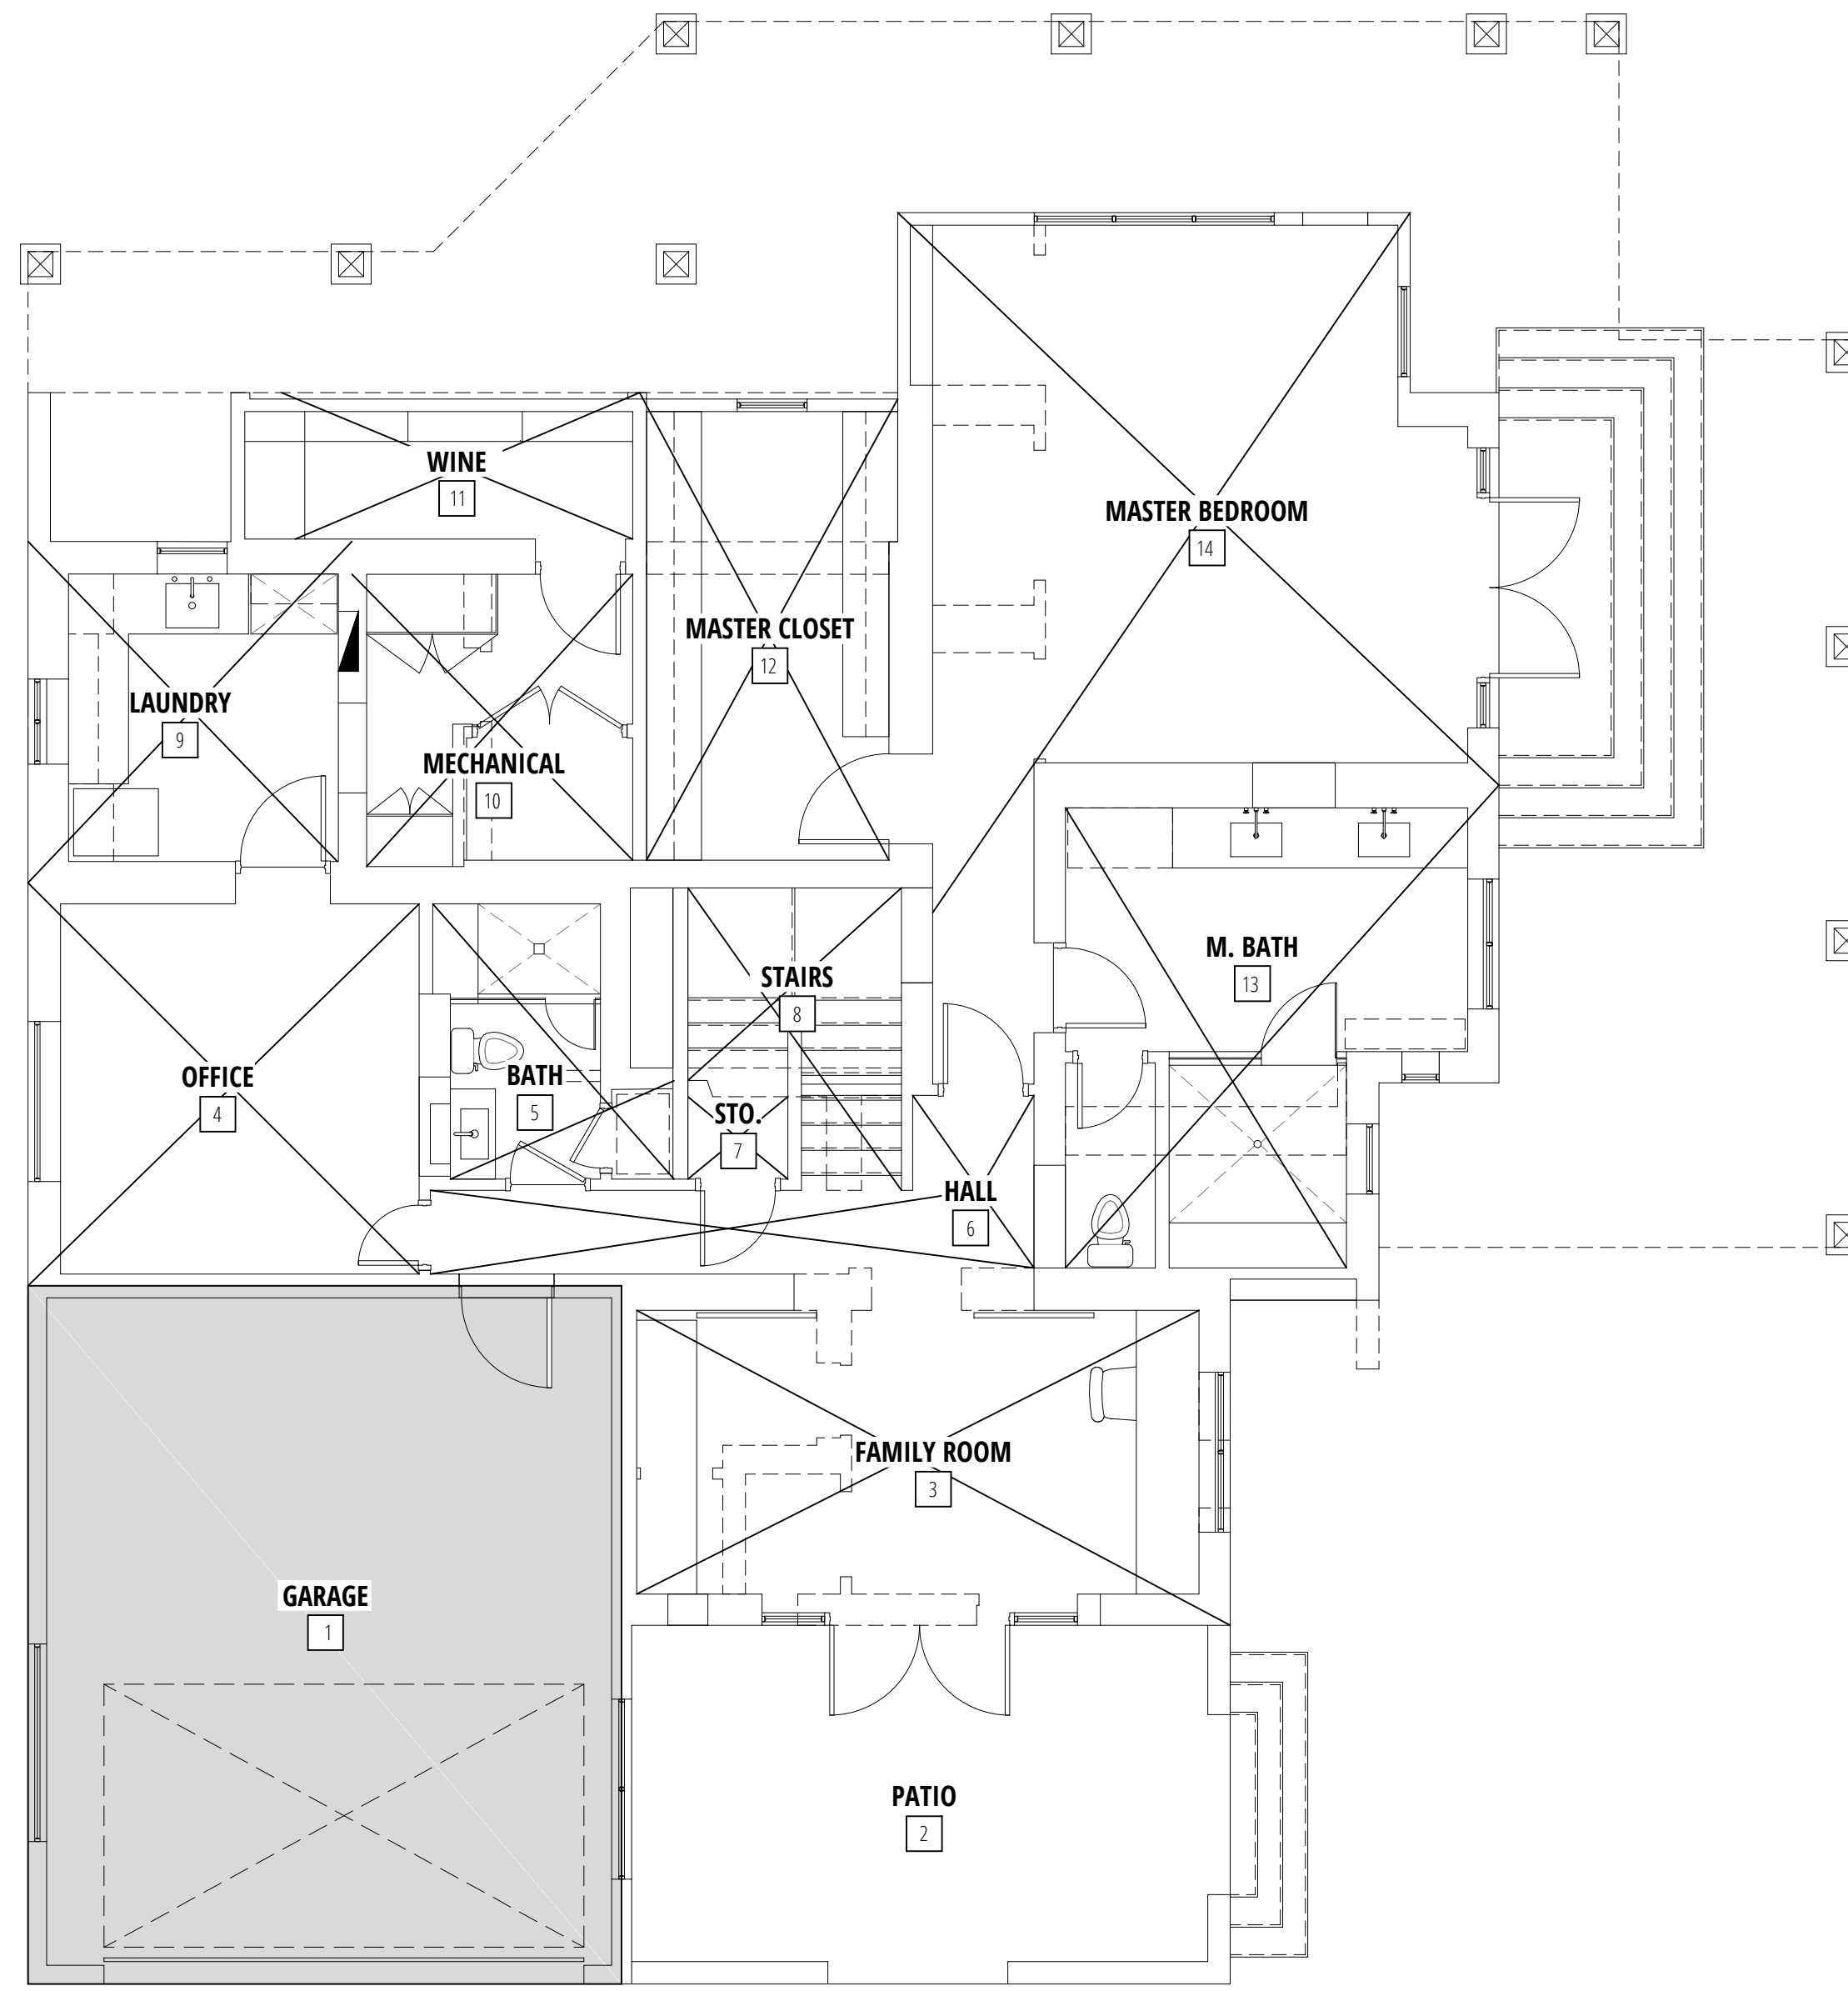 WINE
11
MASTER BEDROOM
14
MASTER CLOSET
12
LAUNDRY
9
MECHANICAL
10
M. BATH
13
STAIRS
8
OFFICE
4
BATH
5
STO.
7
HALL
6
FAMILY ROOM
3
GARAGE
1
PATIO
2